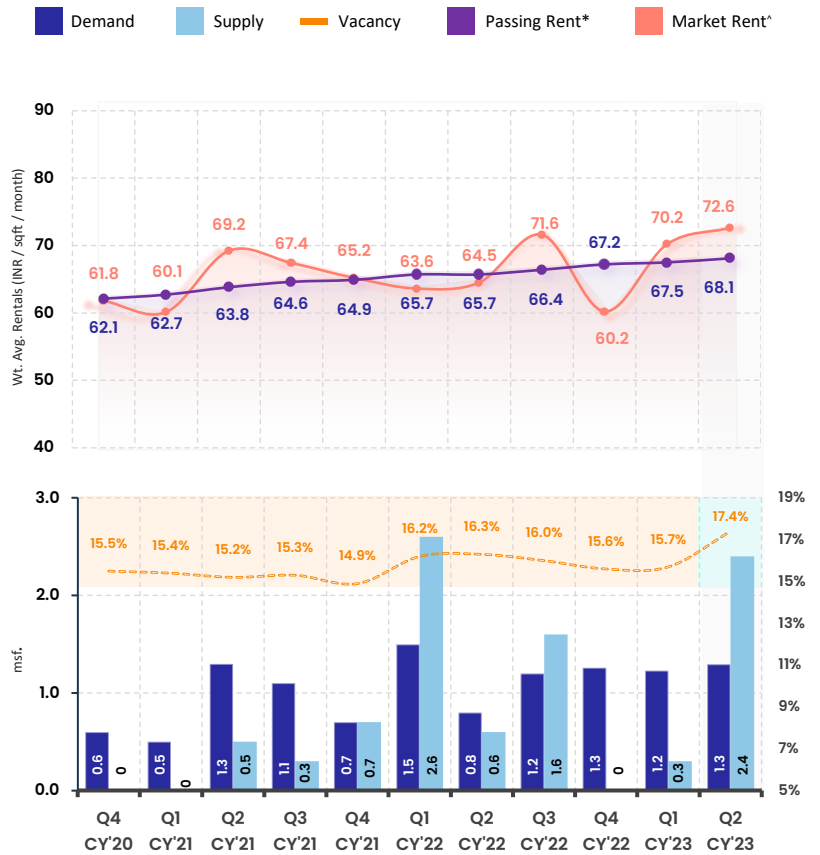 Demand Supply Vacancy Passing Rent* Market Rent^
Wt. Avg. Rentals (INR / sqft / month)
90
80
70
60
50
40
61.8 60.1 69.2 67.4 65.2 63.6 64.5 71.6 60.2 70.2 72.6
62.1 62.7 63.8 64.6 64.9 65.7 65.7 66.4 67.2 67.5 68.1
msf.
3.0
2.0
1.0
0.0
19%
17%
15%
13%
11%
9%
7%
5%
15.5% 15.4% 15.2% 15.3% 14.9% 16.2% 16.3% 16.0% 15.6% 15.7% 17.4%
0.6 0 0.5 0 1.3 0.5 1.1 0.3 0.7 0.7 1.5 2.6 0.8 0.6 1.2 1.6 1.3 0 1.2 0.3 1.3 2.4
Q4 Q1 Q2 Q3 Q4 Q1 Q2 Q3 Q4 Q1 Q2
CY'20 CY'21 CY'21 CY'21 CY'21 CY'22 CY'22 CY'22 CY'22 CY'23 CY'23